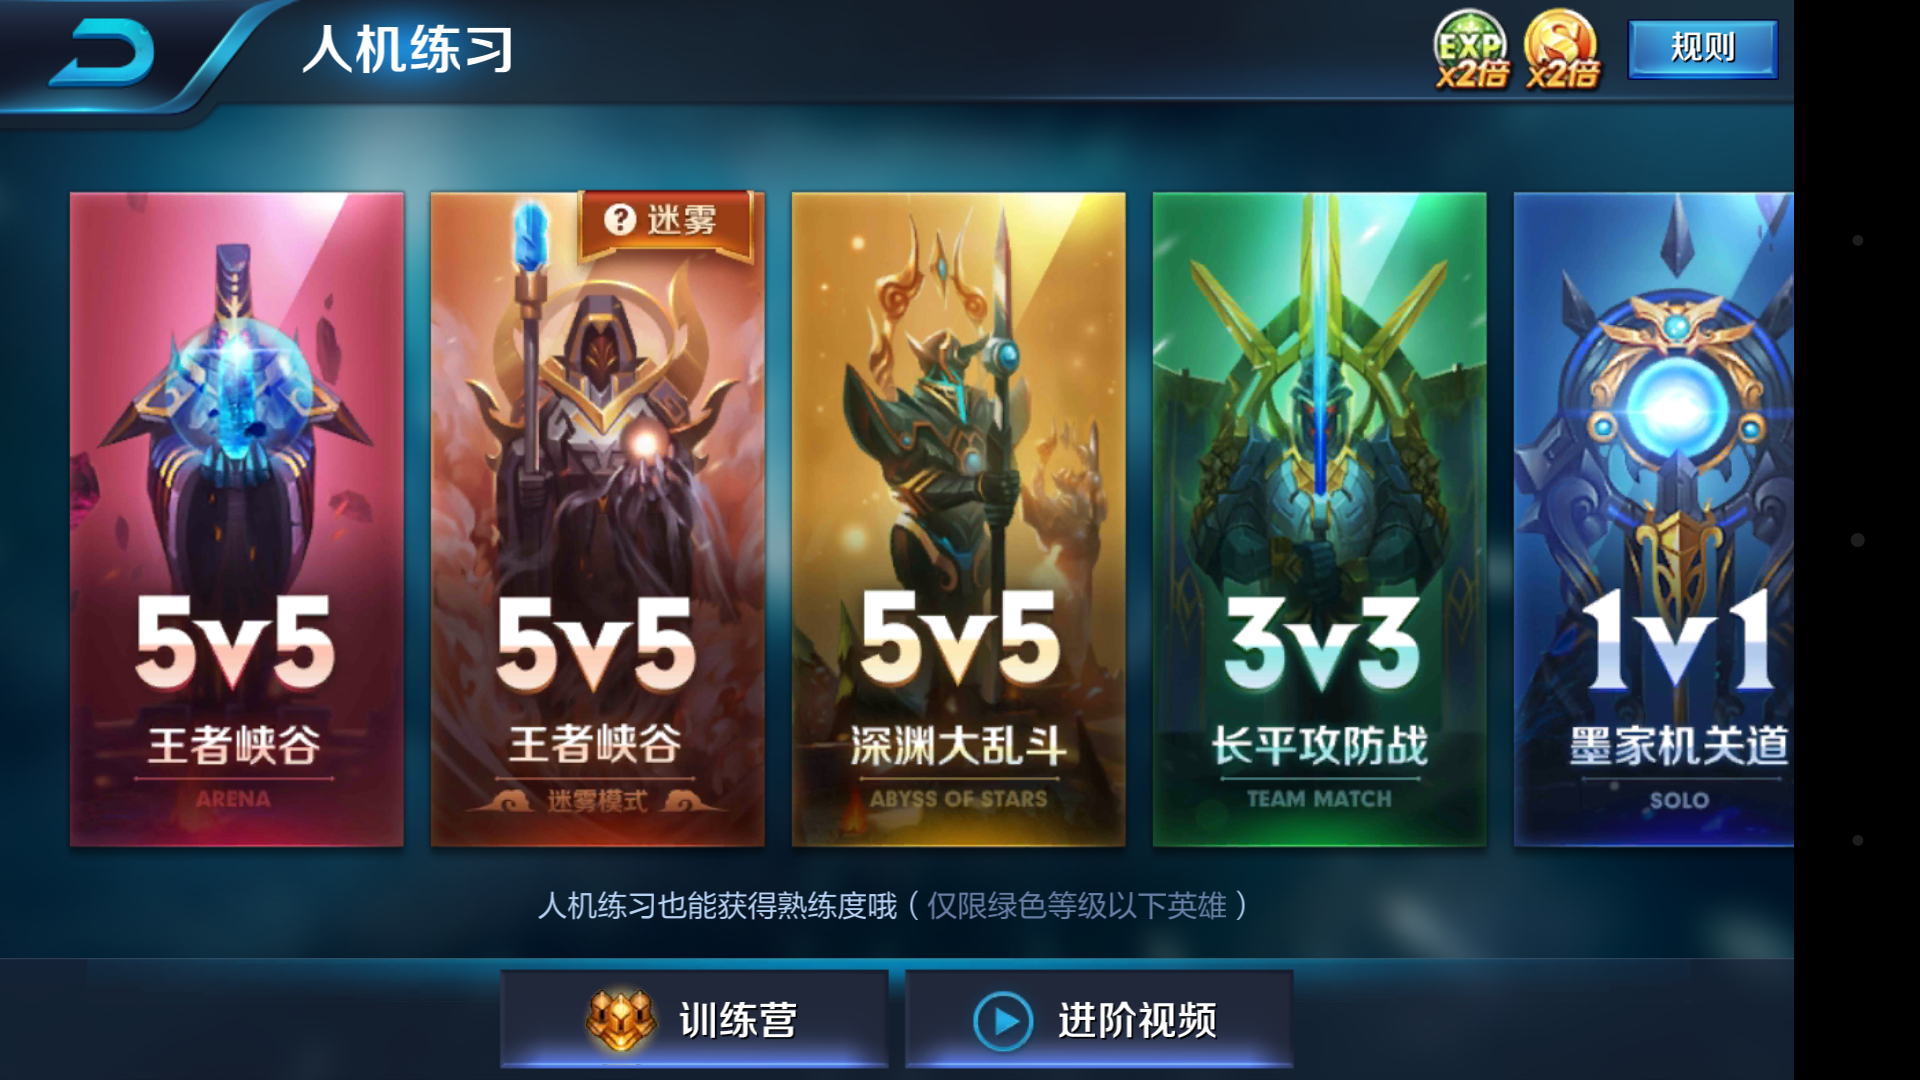 人机练习
EXP
x2倍
S
x2倍
规则
5v5
王者峡谷
ARENA
? 迷雾
5v5
王者峡谷
迷雾模式
5v5
深渊大乱斗
ABYSS OF STARS
3v3
长平攻防战
TEAM MATCH
1v1
墨家机关道
SOLO
人机练习也能获得熟练度哦（仅限绿色等级以下英雄）
训练营
进阶视频